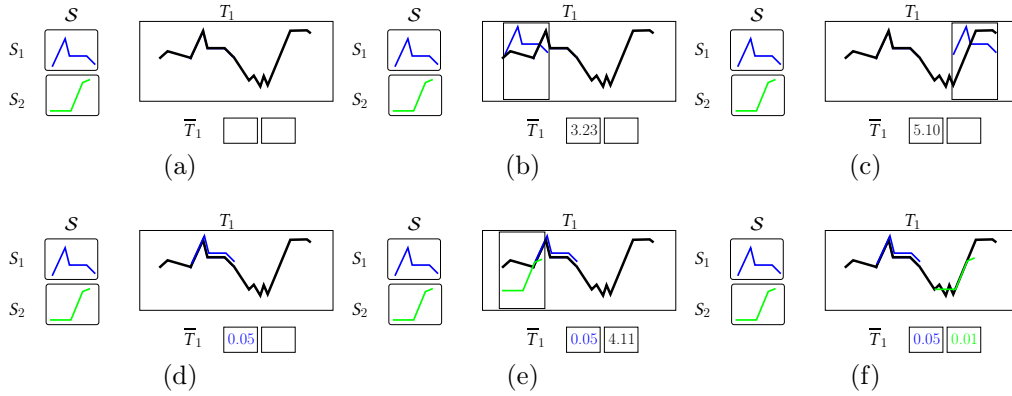 𝒮 T₁
S₁
S₂
T̅₁
(a)
𝒮 T₁
S₁
S₂
T̅₁ 3.23
(b)
𝒮 T₁
S₁
S₂
T̅₁ 5.10
(c)
𝒮 T₁
S₁
S₂
T̅₁ 0.05
(d)
𝒮 T₁
S₁
S₂
T̅₁ 0.05 4.11
(e)
𝒮 T₁
S₁
S₂
T̅₁ 0.05 0.01
(f)